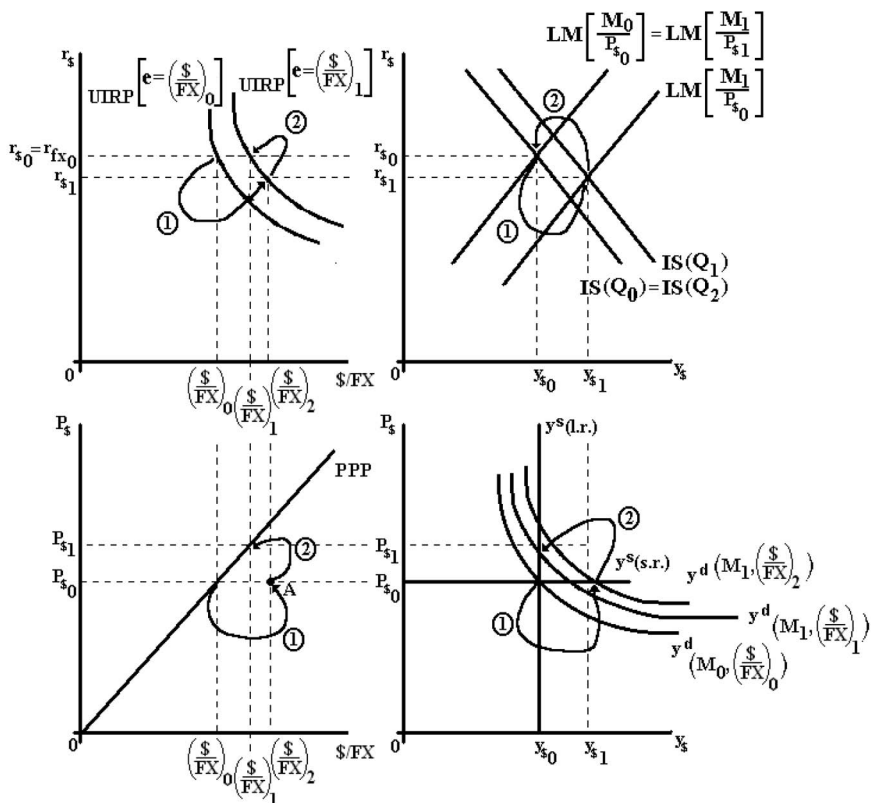 r$
UIRP[e=($/FX)0]
UIRP[e=($/FX)1]
②
r$0=rfx0
r$1
①
0
($/FX)0
($/FX)1
($/FX)2
$/FX
LM[M0/P$0]=LM[M1/P$1]
LM[M1/P$0]
r$
②
r$0
r$1
①
IS(Q1)
IS(Q0)=IS(Q2)
0
y$0
y$1
y$
P$
PPP
P$1
②
P$0
A
①
0
($/FX)0
($/FX)1
($/FX)2
$/FX
P$
ys(l.r.)
②
P$1
ys(s.r.)
P$0
yd(M1,($/FX)2)
①
yd(M1,($/FX)1)
yd(M0,($/FX)0)
0
y$0
y$1
y$